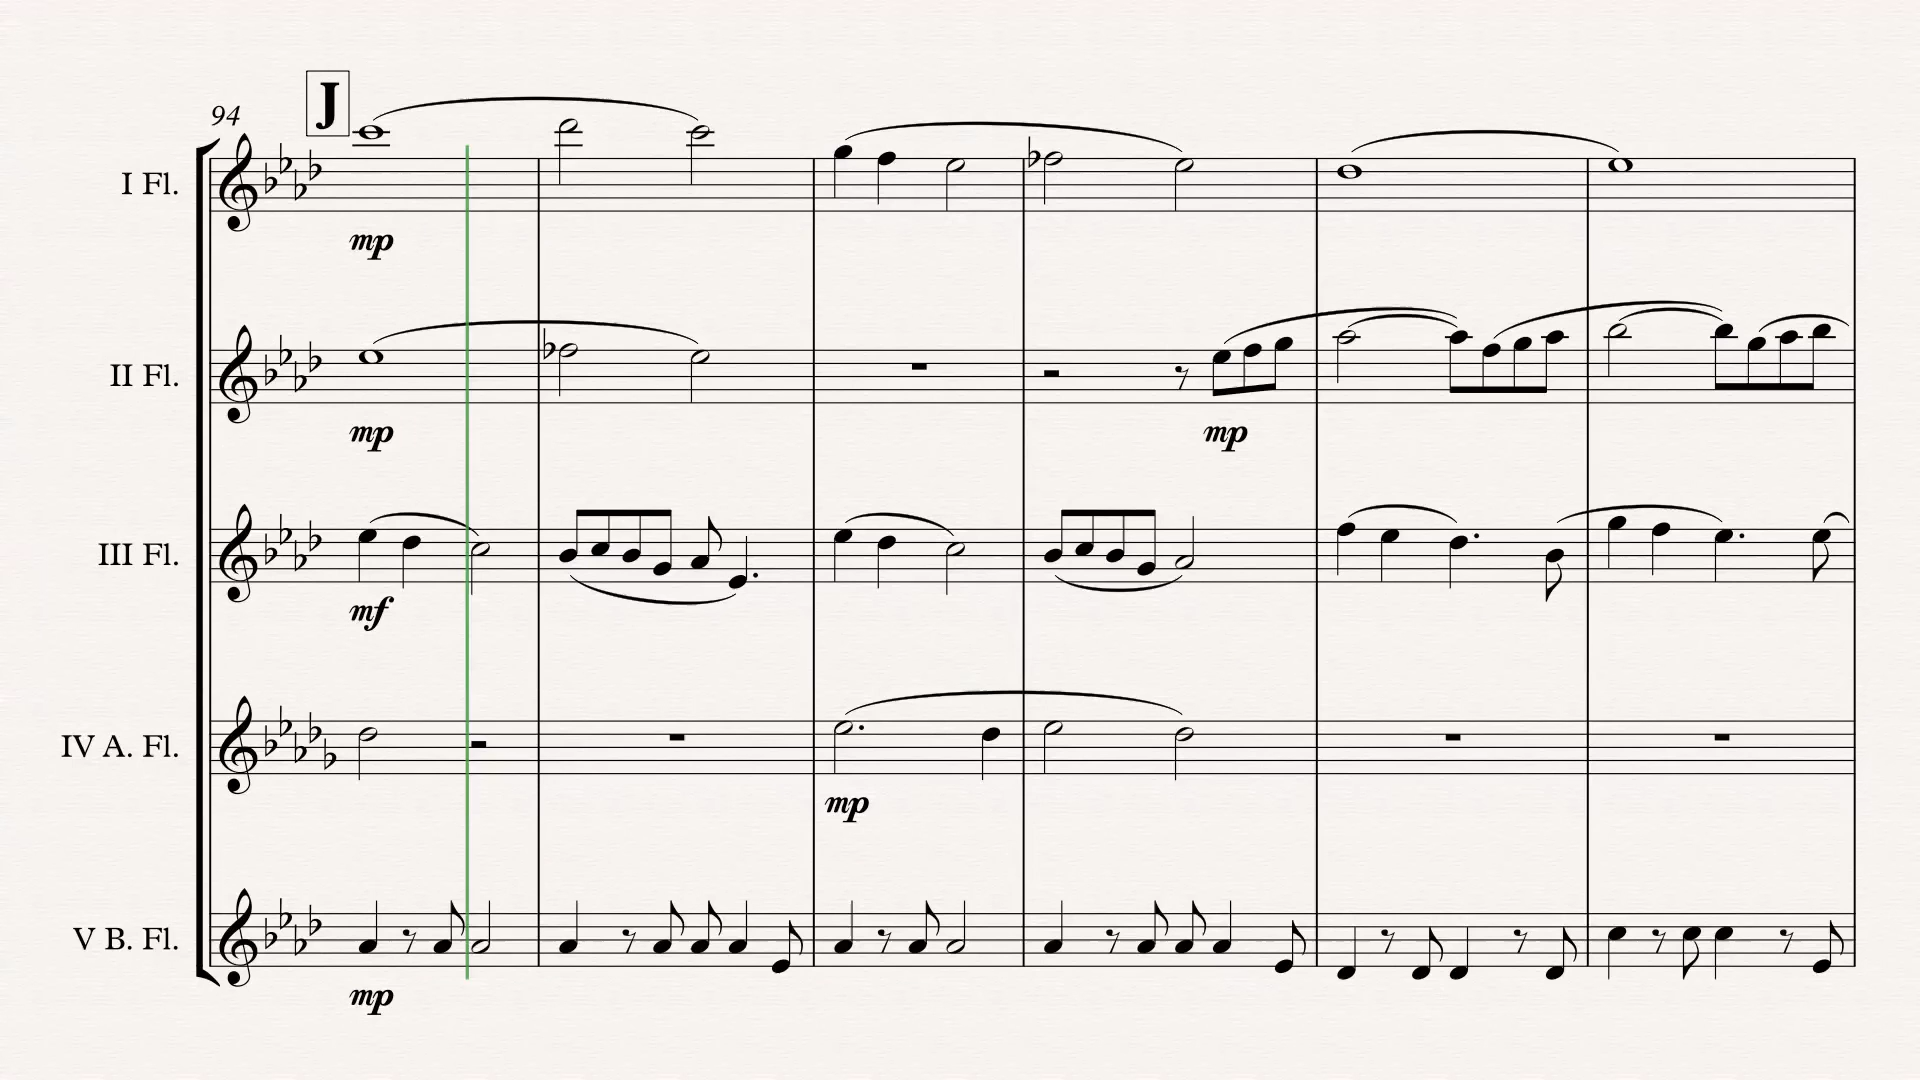 94
J
I Fl.
mp
II Fl.
mp
mp
III Fl.
mf
IV A. Fl.
mp
V B. Fl.
mp